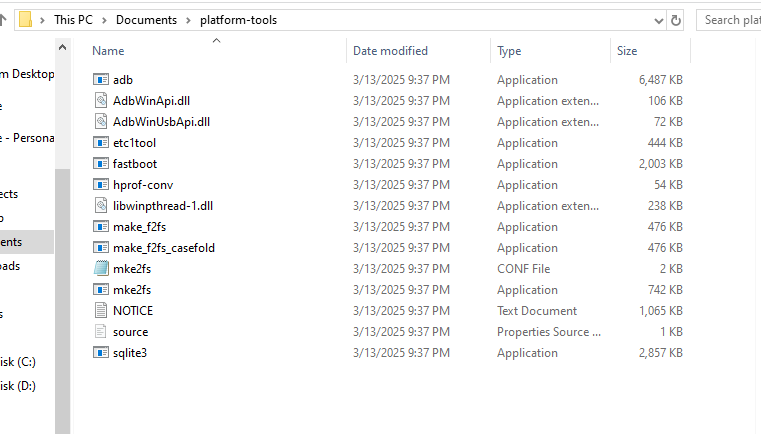 This PC > Documents > platform-tools
Search pla
Name Date modified Type Size
m Desktop
e
e - Persona
ects
o
ents
oads
s
isk (C:)
isk (D:)
adb 3/13/2025 9:37 PM Application 6,487 KB
AdbWinApi.dll 3/13/2025 9:37 PM Application exten... 106 KB
AdbWinUsbApi.dll 3/13/2025 9:37 PM Application exten... 72 KB
etc1tool 3/13/2025 9:37 PM Application 444 KB
fastboot 3/13/2025 9:37 PM Application 2,003 KB
hprof-conv 3/13/2025 9:37 PM Application 54 KB
libwinpthread-1.dll 3/13/2025 9:37 PM Application exten... 238 KB
make_f2fs 3/13/2025 9:37 PM Application 476 KB
make_f2fs_casefold 3/13/2025 9:37 PM Application 476 KB
mke2fs 3/13/2025 9:37 PM CONF File 2 KB
mke2fs 3/13/2025 9:37 PM Application 742 KB
NOTICE 3/13/2025 9:37 PM Text Document 1,065 KB
source 3/13/2025 9:37 PM Properties Source ... 1 KB
sqlite3 3/13/2025 9:37 PM Application 2,857 KB